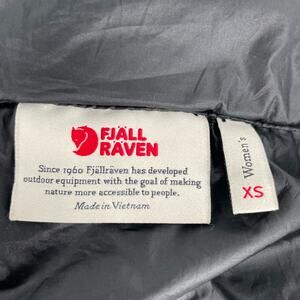 FJÄLL
RÄVEN
Since 1960 Fjällräven has developed
outdoor equipment with the goal of making
nature more accessible to people.
Made in Vietnam
Women's
XS